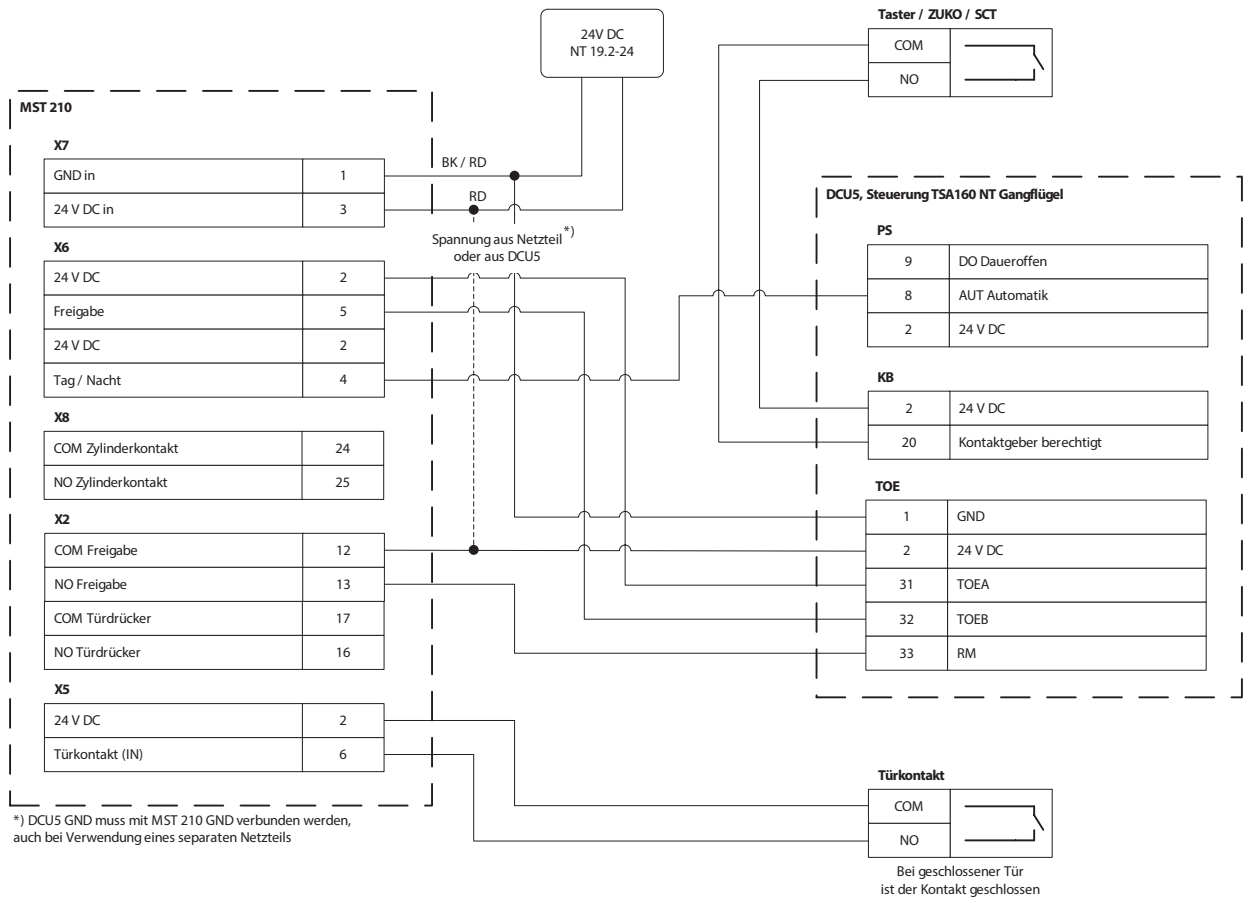 Taster / ZUKO / SCT
COM
NO
24V DC
NT 19.2-24
MST 210
X7
GND in 1
24 V DC in 3
BK / RD
RD
Spannung aus Netzteil *)
oder aus DCU5
X6
24 V DC 2
Freigabe 5
24 V DC 2
Tag / Nacht 4
X8
COM Zylinderkontakt 24
NO Zylinderkontakt 25
X2
COM Freigabe 12
NO Freigabe 13
COM Türdrücker 17
NO Türdrücker 16
X5
24 V DC 2
Türkontakt (IN) 6
*) DCU5 GND muss mit MST 210 GND verbunden werden,
auch bei Verwendung eines separaten Netzteils
DCU5, Steuerung TSA160 NT Gangflügel
PS
9 DO Daueroffen
8 AUT Automatik
2 24 V DC
KB
2 24 V DC
20 Kontaktgeber berechtigt
TOE
1 GND
2 24 V DC
31 TOEA
32 TOEB
33 RM
Türkontakt
COM
NO
Bei geschlossener Tür
ist der Kontakt geschlossen